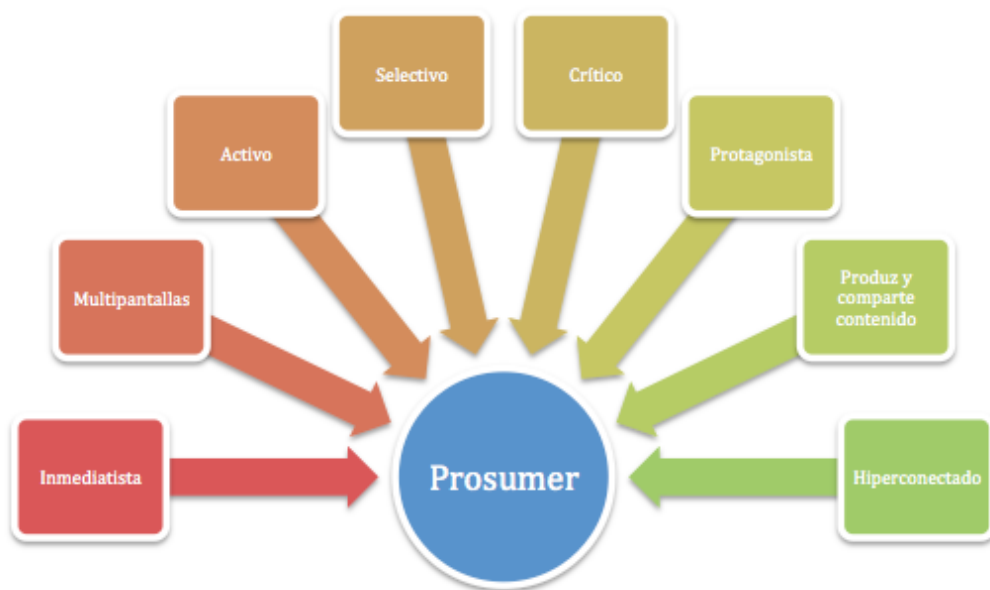 Selectivo
Crítico
Activo
Protagonista
Multipantallas
Produz y
comparte
contenido
Inmediatista
Prosumer
Hiperconectado